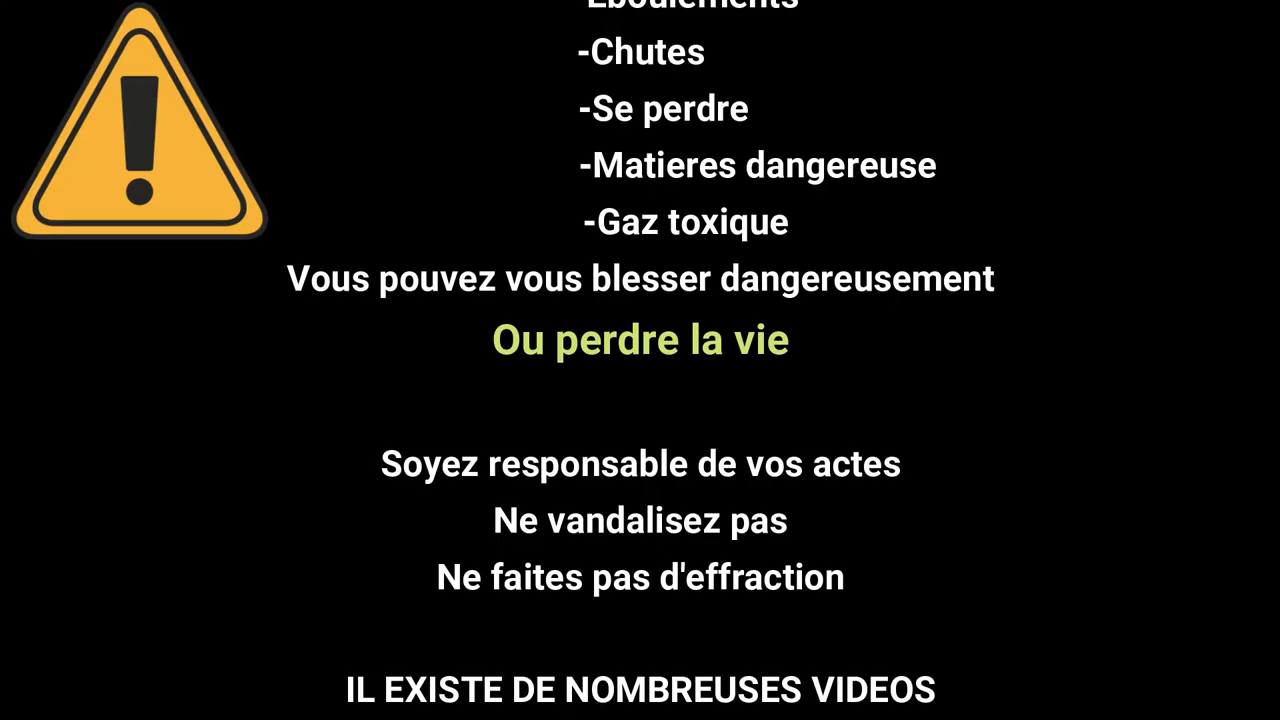 Eboulements
-Chutes
-Se perdre
-Matieres dangereuse
-Gaz toxique
Vous pouvez vous blesser dangereusement
Ou perdre la vie
Soyez responsable de vos actes
Ne vandalisez pas
Ne faites pas d'effraction
IL EXISTE DE NOMBREUSES VIDEOS